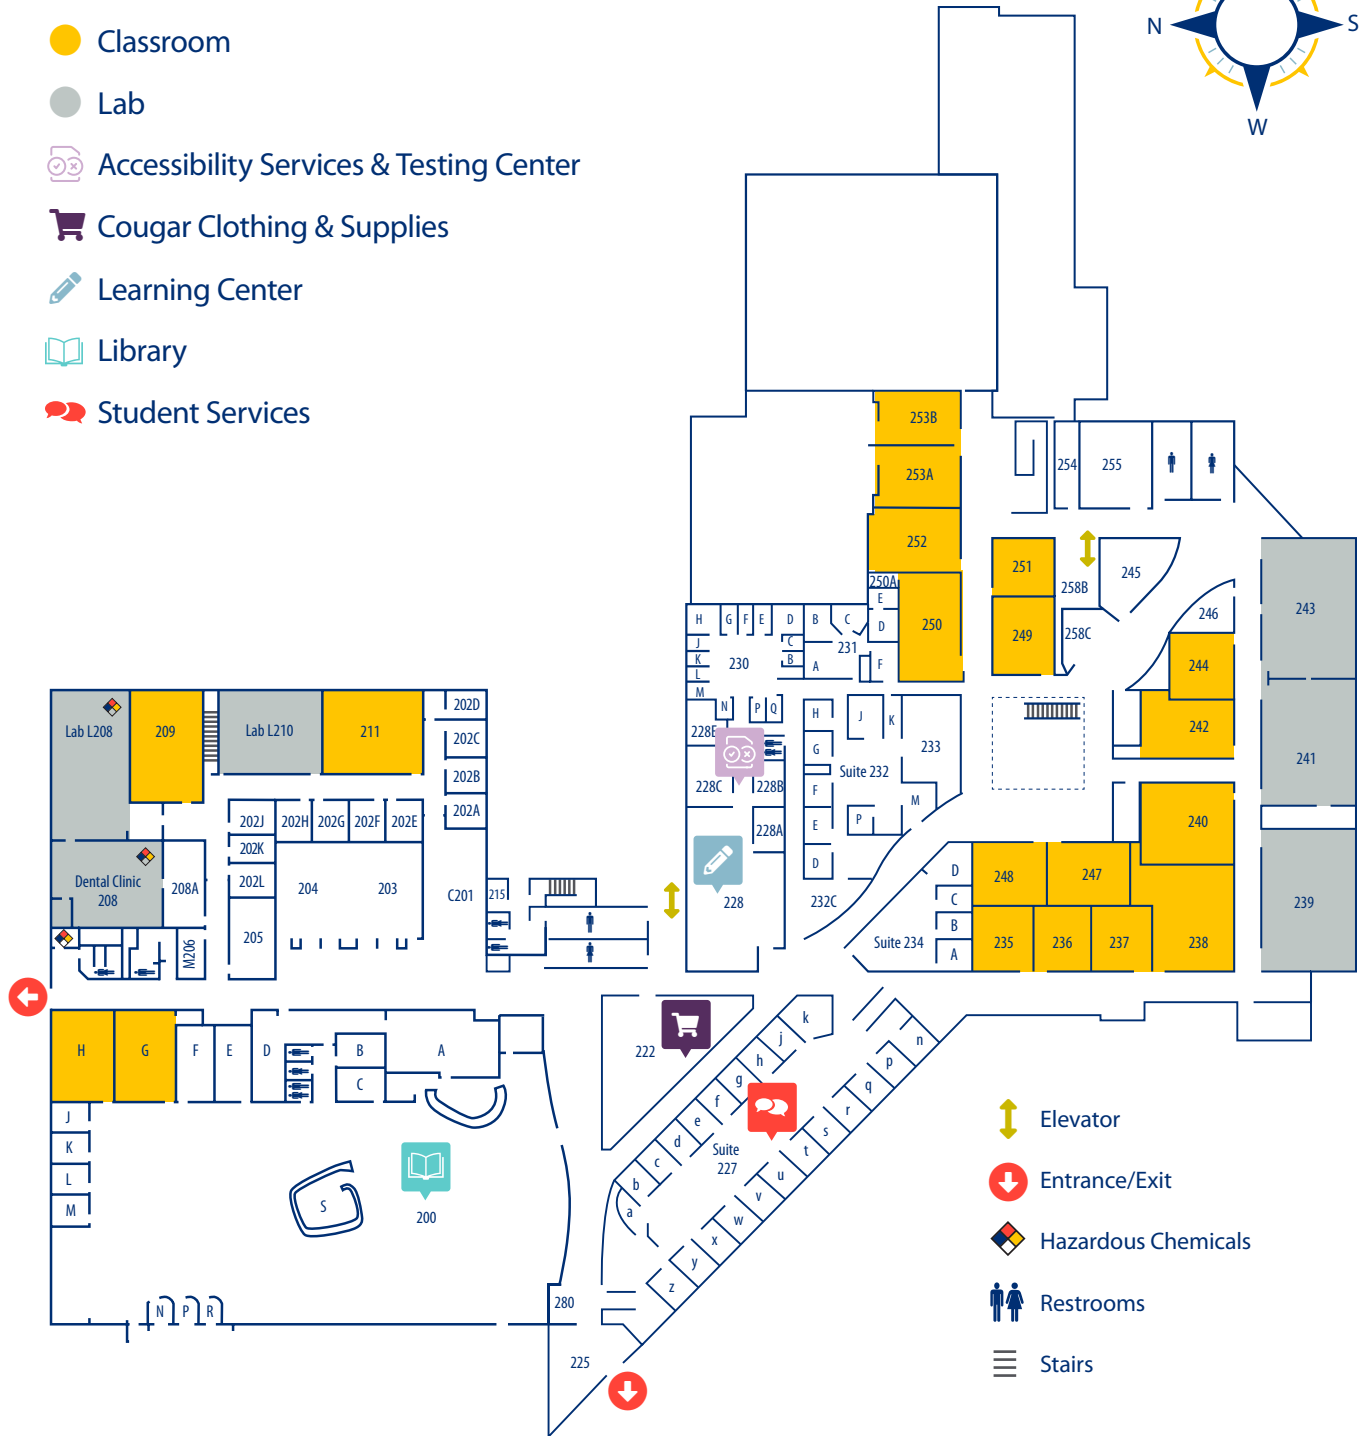 Classroom
Lab
Accessibility Services & Testing Center
Cougar Clothing & Supplies
Learning Center
Library
Student Services
N
S
W
253B
253A
252
250A
E
D
250
F
254
255
251
249
258B
258C
245
246
243
244
242
241
240
239
H
G
F
E
D
B
C
J
C
K
B
L
M
230
231
A
N
P
Q
228E
228C
228B
228A
228
H
J
K
G
Suite 232
F
M
E
P
D
232C
233
D
C
B
A
Suite 234
248
247
235
236
237
238
Lab L208
209
Lab L210
211
202D
202C
202B
202A
202J
202H
202G
202F
202E
202K
202L
204
203
205
Dental Clinic
208
208A
M206
C201
215
H
G
F
E
D
B
A
C
J
K
L
M
S
200
N
P
R
222
280
225
k
j
h
g
f
e
d
c
b
a
Suite
227
n
p
q
r
s
t
u
v
w
x
y
z
Elevator
Entrance/Exit
Hazardous Chemicals
Restrooms
Stairs